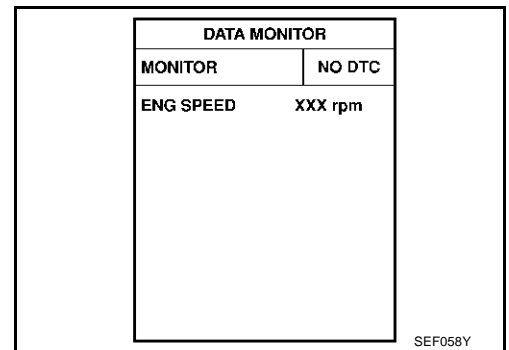 DATA MONITOR
MONITOR NO DTC
ENG SPEED XXX rpm
SEF058Y